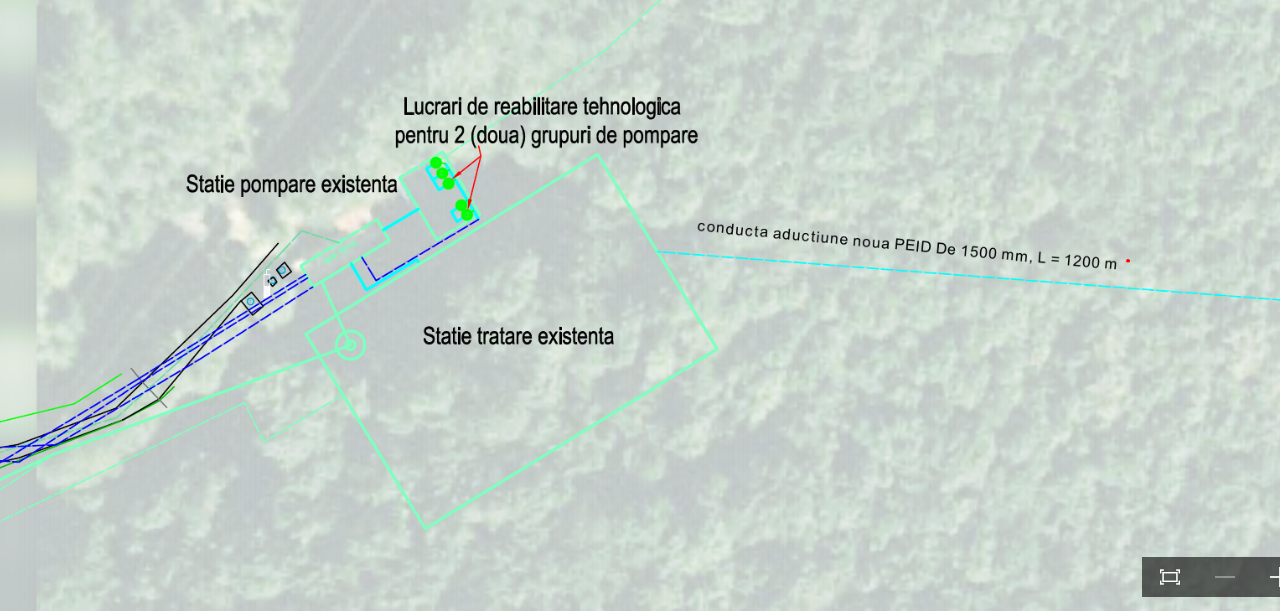 Lucrari de reabilitare tehnologica
pentru 2 (doua) grupuri de pompare
Statie pompare existenta
conducta aductiune noua PEID De 1500 mm, L = 1200 m
Statie tratare existenta